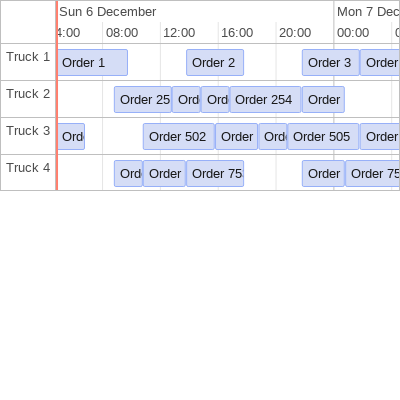 Sun 6 December Mon 7 Dec
4:00 08:00 12:00 16:00 20:00 00:00
Truck 1 Order 1 Order 2 Order 3 Order
Truck 2 Order 25 Ord Ord Order 254 Order
Truck 3 Ord Order 502 Order Ord Order 505 Order
Truck 4 Ord Order Order 75 Order Order 75